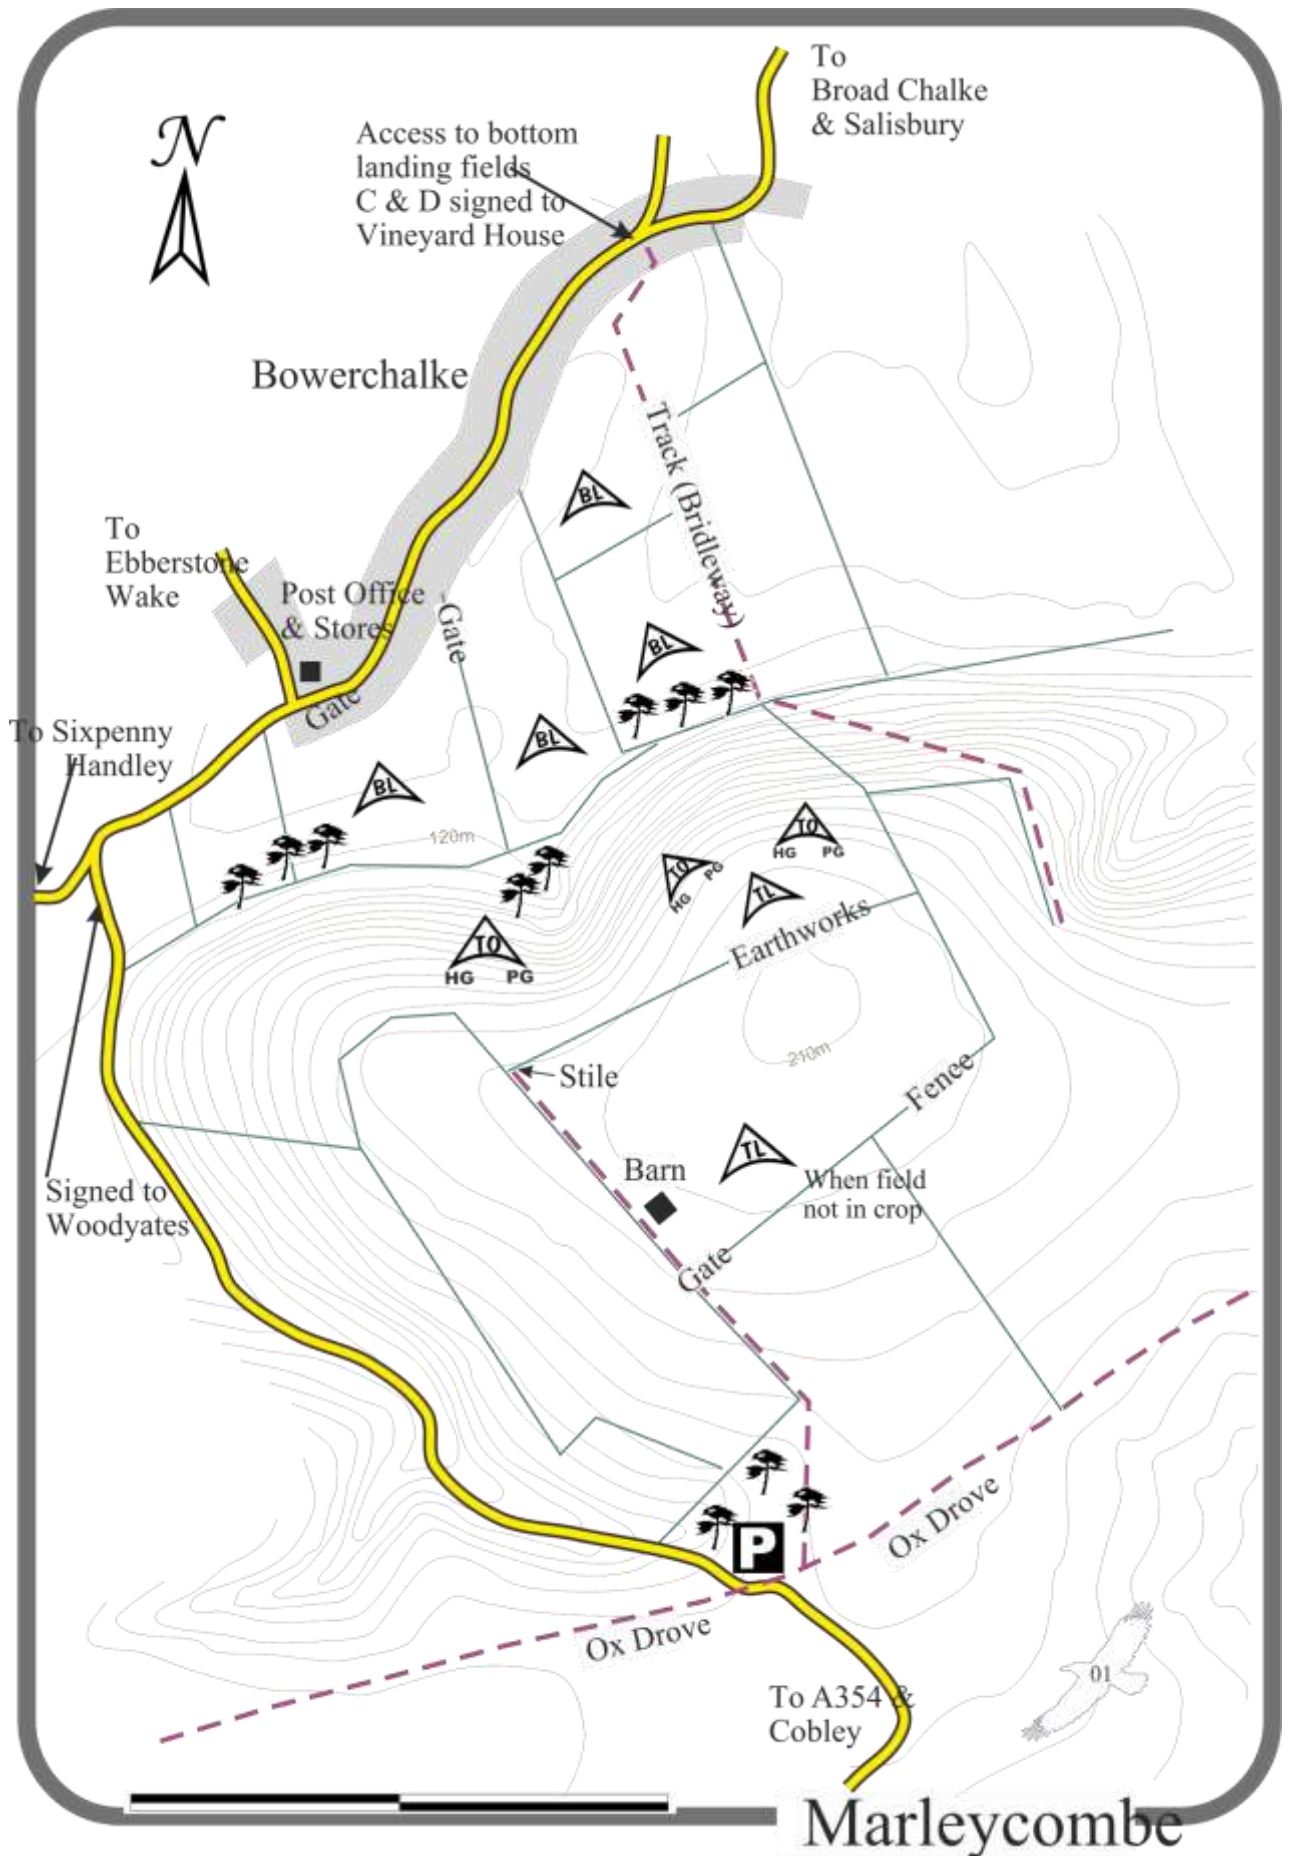 To
Broad Chalke
& Salisbury
N
Access to bottom
landing fields
C & D signed to
Vineyard House
Bowerchalke
Track (Bridleway)
BL
To
Ebberstone
Wake
Post Office
& Stores
Gate
BL
Gate
To Sixpenny
Handley
BL
BL
120m
TO
HG PG
TO
HG PG
TL
Earthworks
TO
HG PG
210m
Stile
Fence
TL
Barn
When field
not in crop
Signed to
Woodyates
Gate
Ox Drove
P
Ox Drove
01
To A354 &
Cobley
Marleycombe